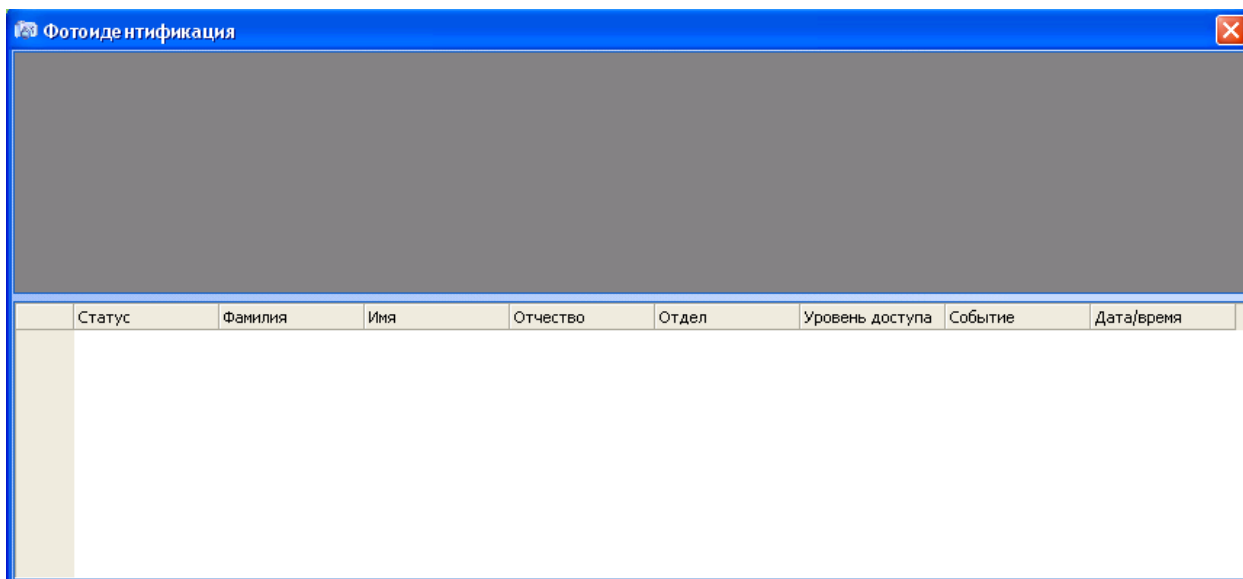 Фотоидентификация
Статус Фамилия Имя Отчество Отдел Уровень доступа Событие Дата/время